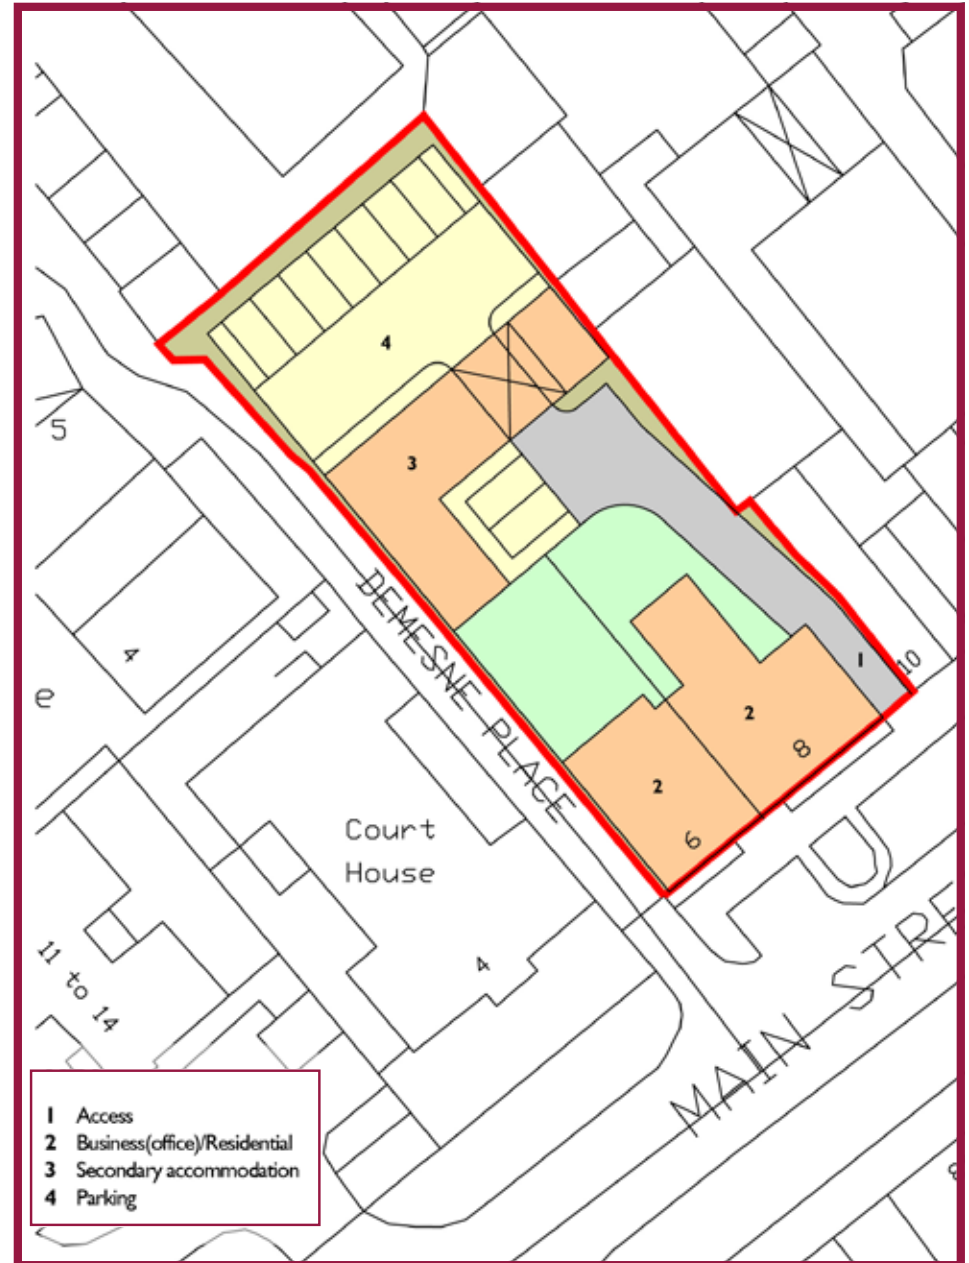 5
4
3
4
e
DEMESNE PLACE
1
10
2
8
2
6
Court
House
4
11 to 14
MAIN STRE
8
1 Access
2 Business(office)/Residential
3 Secondary accommodation
4 Parking